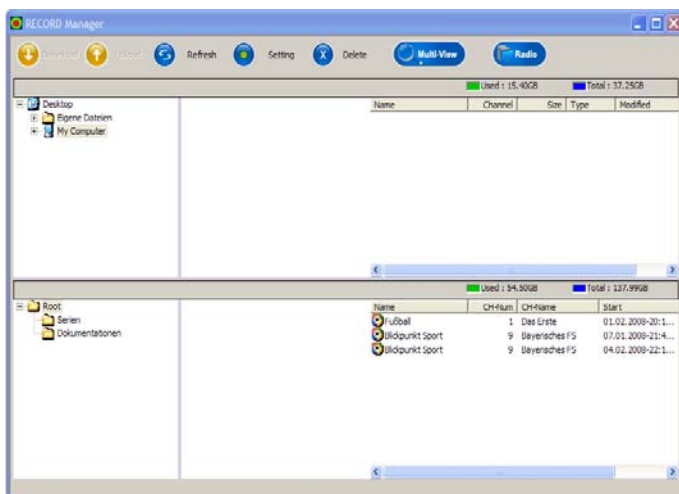 RECORD Manager
Download Upload Refresh Setting Delete Multi-View Radio
Used : 15.40GB Total : 37.25GB
Desktop
Eigene Dateien
My Computer
Name Channel Size Type Modified
Used : 54.50GB Total : 137.99GB
Root
Serien
Dokumentationen
Name CH-Num CH-Name Start
Fußball 1 Das Erste 01.02.2008-20:1...
Blickpunkt Sport 9 Bayerisches FS 07.01.2008-21:4...
Blickpunkt Sport 9 Bayerisches FS 04.02.2008-22:1...